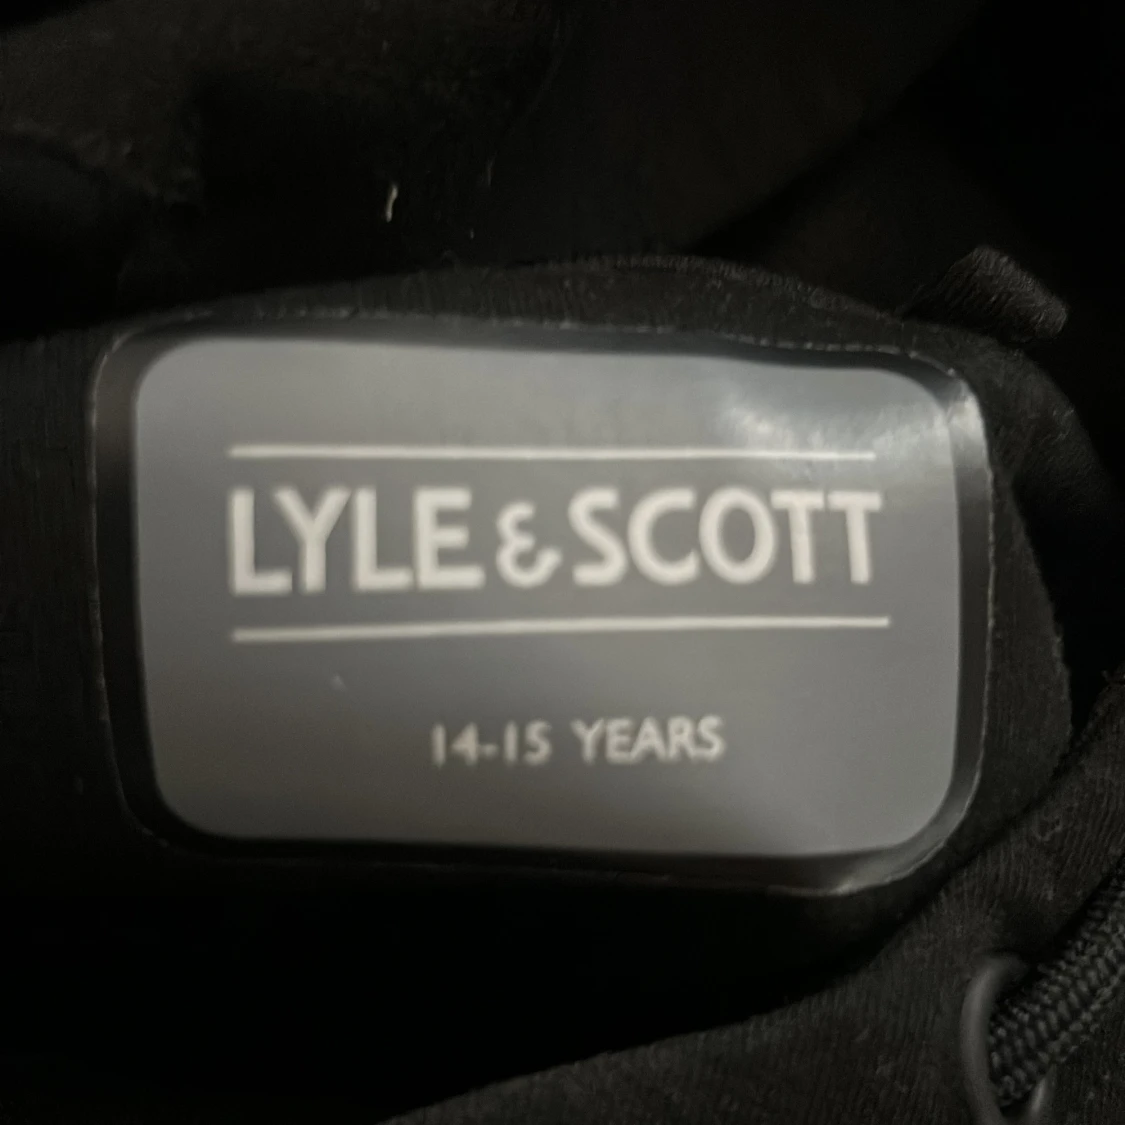 LYLE & SCOTT
14-15 YEARS